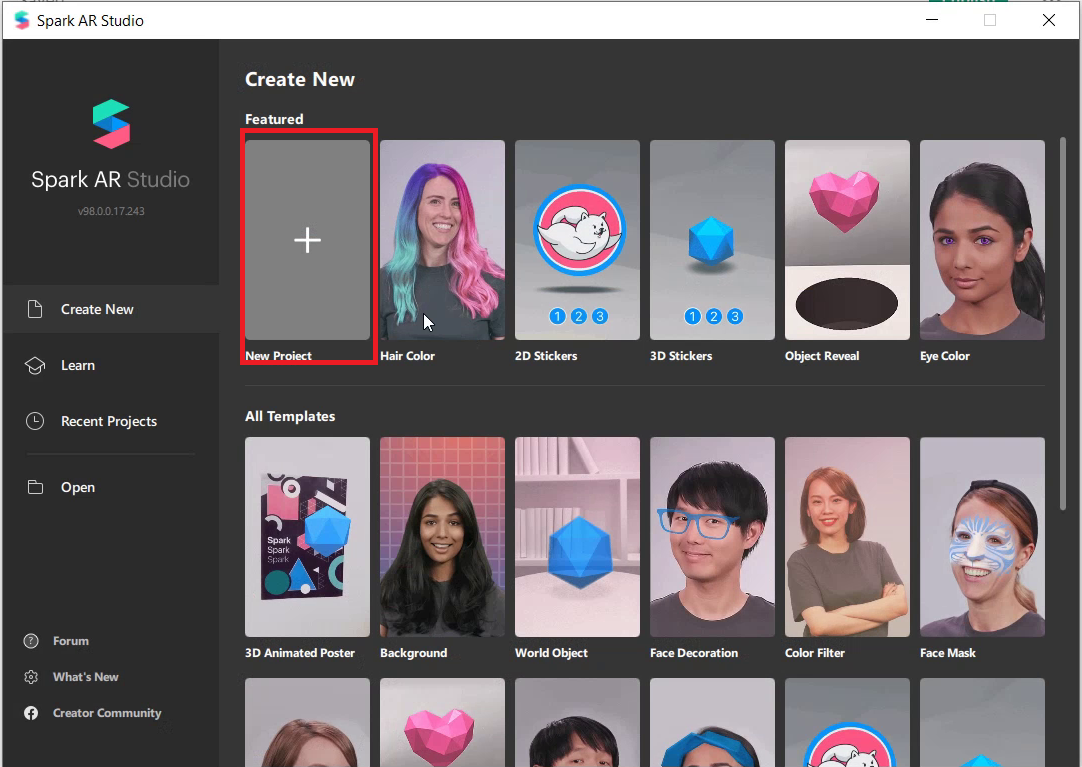 Spark AR Studio
Spark AR Studio
v98.0.0.17.243
Create New
Learn
Recent Projects
Open
Forum
What's New
Creator Community
Create New
Featured
New Project
Hair Color
1 2 3
2D Stickers
1 2 3
3D Stickers
Object Reveal
Eye Color
All Templates
Spark
Spark
Spark
3D Animated Poster
Background
World Object
Face Decoration
Color Filter
Face Mask